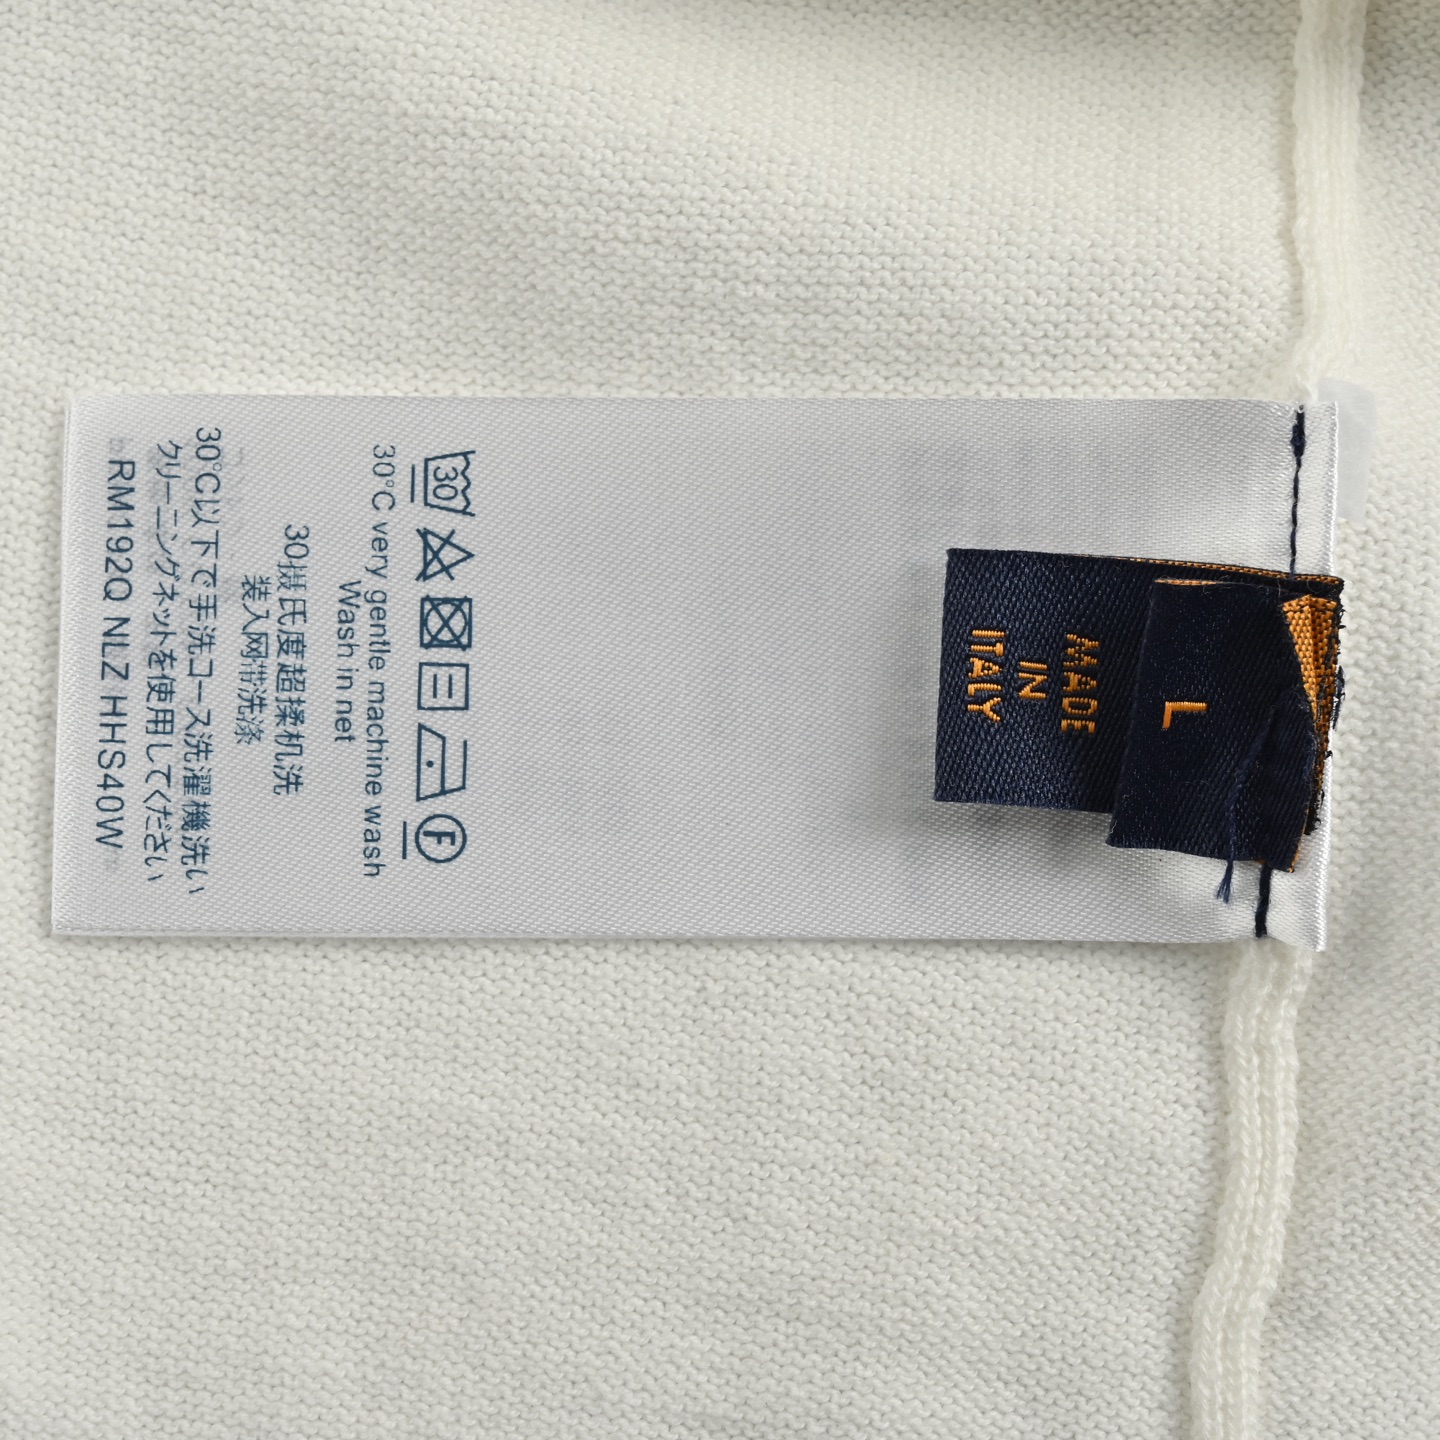 MADE
IN
ITALY
L
30
F
30°C very gentle machine wash
Wash in net
30摄氏度超揉机洗
装入网带洗涤
30°C以下で手洗コース洗濯機洗い
クリーニングネットを使用してください
RM192Q NLZ HHS40W